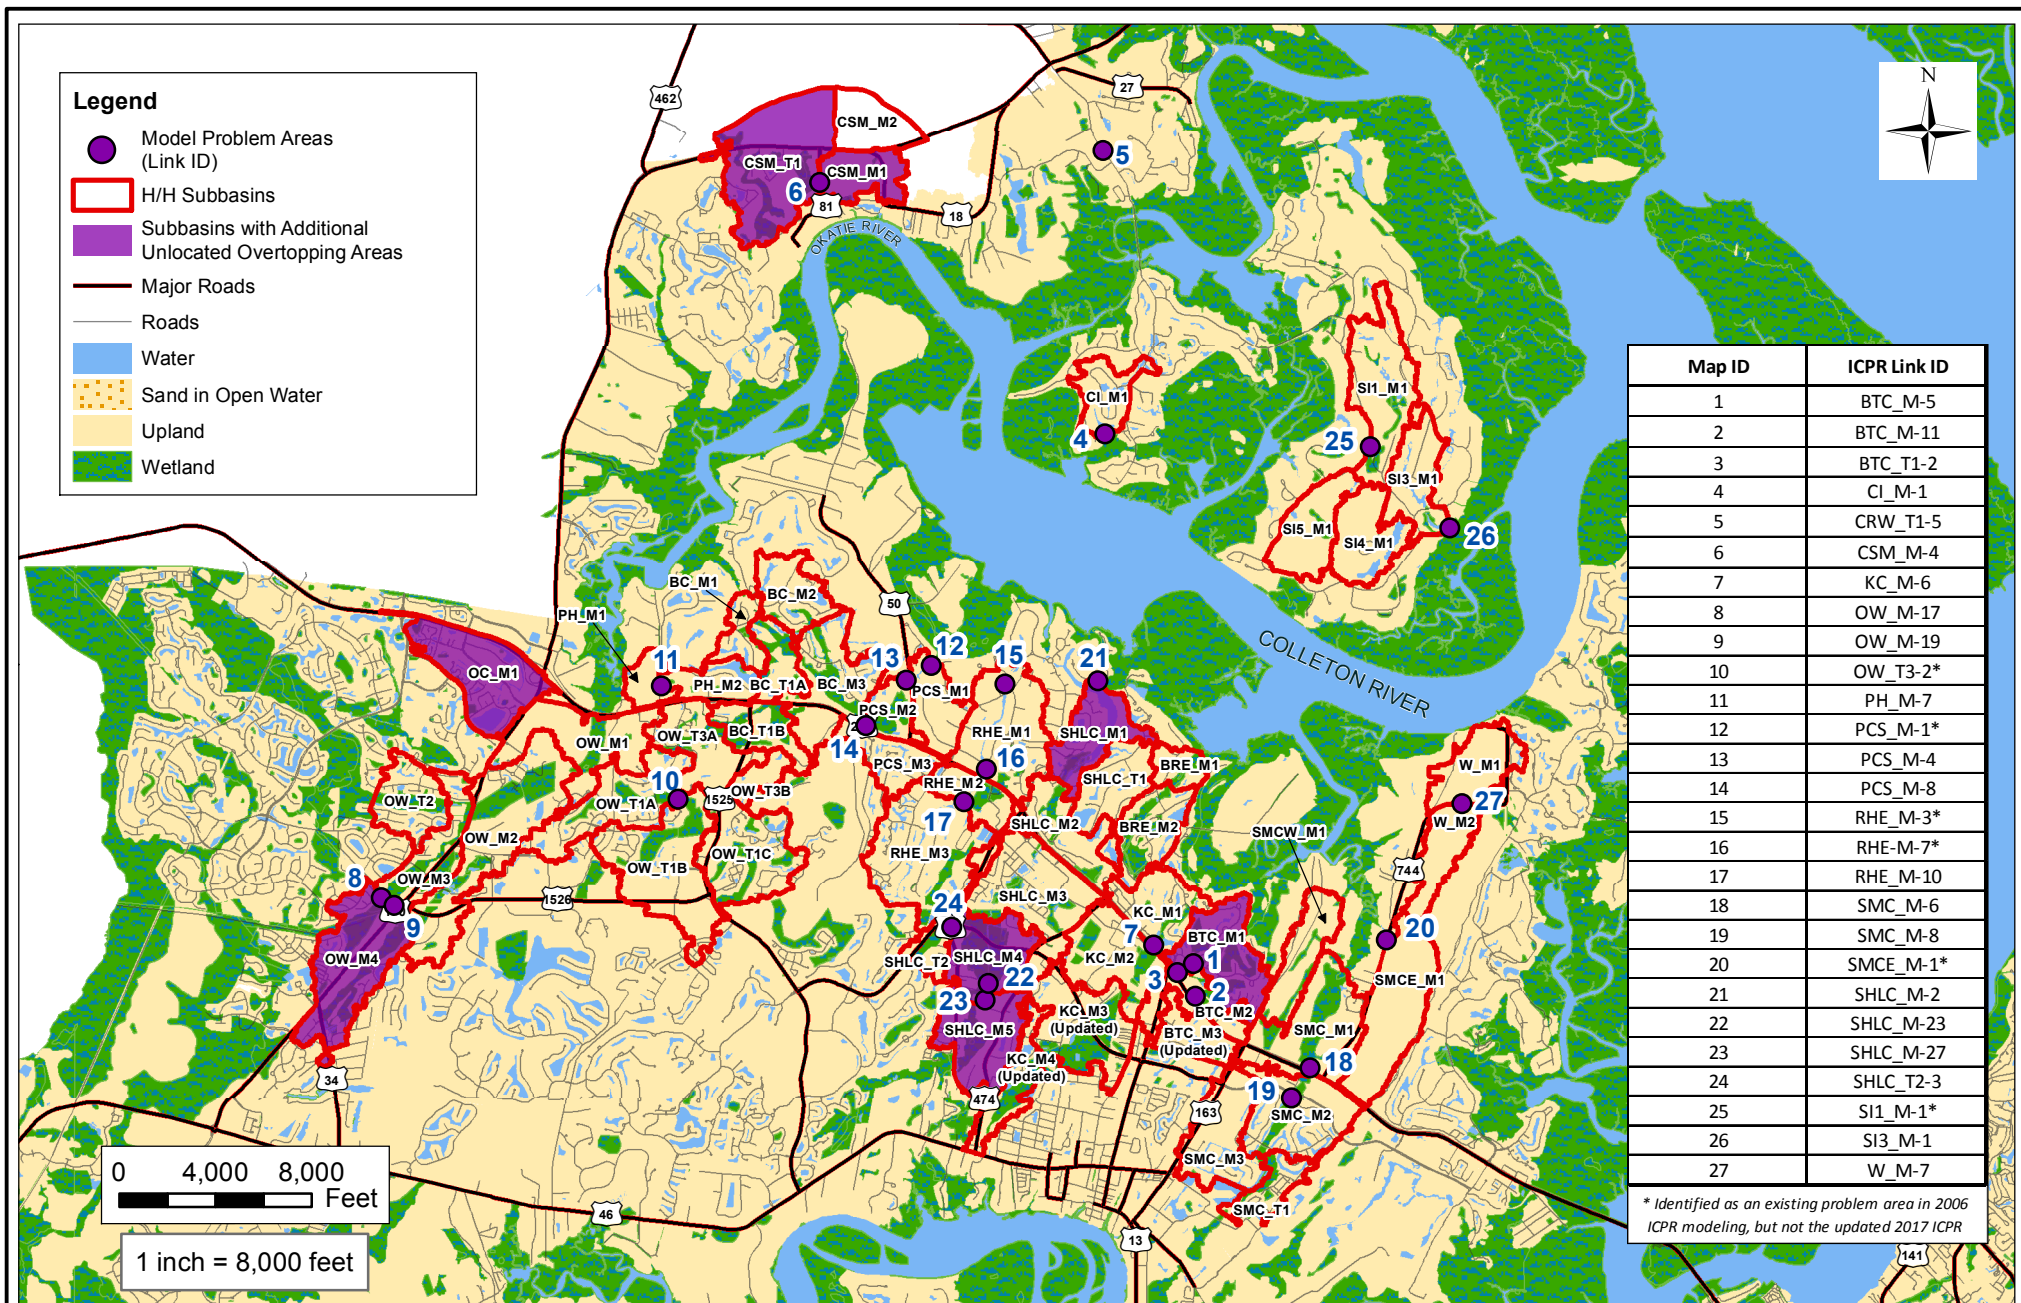 Legend
Model Problem Areas
(Link ID)
H/H Subbasins
Subbasins with Additional
Unlocated Overtopping Areas
Major Roads
Roads
Water
Sand in Open Water
Upland
Wetland
N
462
27
CSM_M2
CSM_T1
CSM_M1
5
6
81
18
OKATIE RIVER
SI1_M1
CI_M1
4
25
SI3_M1
SI5_M1
SI4_M1
26
COLLETON RIVER
BC_M1
BC_M2
50
PH_M1
11
12
13
15
21
OC_M1
PH_M2
BC_T1A
BC_M3
PCS_M1
PCS_M2
14
OW_M1
OW_T3A
BC_T1B
RHE_M1
SHLC_M1
PCS_M3
16
RHE_M2
SHLC_T1
BRE_M1
W_M1
10
1525
OW_T3B
OW_T2
OW_T1A
27
W_M2
17
SHLC_M2
BRE_M2
SMCW_M1
OW_M2
RHE_M3
OW_T1C
OW_T1B
744
8
OW_M3
1526
SHLC_M3
24
9
KC_M1
7
BTC_M1
20
OW_M4
SHLC_T2
SHLC_M4
KC_M2
1
3
22
23
2
SMCE_M1
BTC_M2
KC_M3
(Updated)
SHLC_M5
BTC_M3
(Updated)
SMC_M1
KC_M4
(Updated)
18
34
474
19
163
SMC_M2
SMC_M3
SMC_T1
46
13
141
0 4,000 8,000
Feet
1 inch = 8,000 feet
Map ID ICPR Link ID
1 BTC_M-5
2 BTC_M-11
3 BTC_T1-2
4 CI_M-1
5 CRW_T1-5
6 CSM_M-4
7 KC_M-6
8 OW_M-17
9 OW_M-19
10 OW_T3-2*
11 PH_M-7
12 PCS_M-1*
13 PCS_M-4
14 PCS_M-8
15 RHE_M-3*
16 RHE-M-7*
17 RHE_M-10
18 SMC_M-6
19 SMC_M-8
20 SMCE_M-1*
21 SHLC_M-2
22 SHLC_M-23
23 SHLC_M-27
24 SHLC_T2-3
25 SI1_M-1*
26 SI3_M-1
27 W_M-7
* Identified as an existing problem area in 2006
ICPR modeling, but not the updated 2017 ICPR